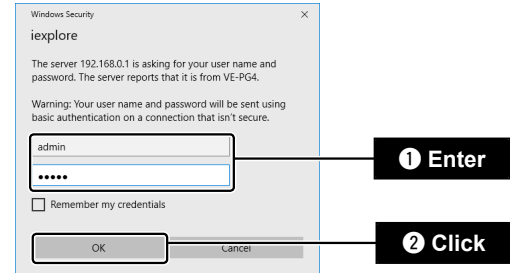 Windows Security ×
iexplore
The server 192.168.0.1 is asking for your user name and
password. The server reports that it is from VE-PG4.
Warning: Your user name and password will be sent using
basic authentication on a connection that isn't secure.
admin
•••••
① Enter
Remember my credentials
OK
Cancel
② Click